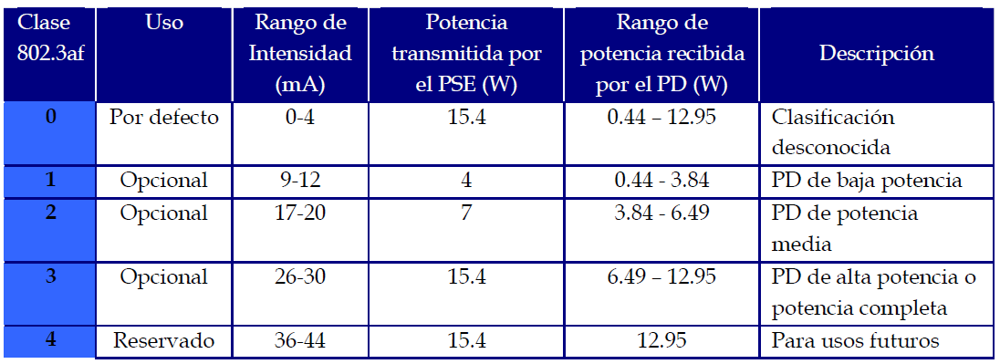 Clase 802.3af Uso Rango de Intensidad (mA) Potencia transmitida por el PSE (W) Rango de potencia recibida por el PD (W) Descripción
0 Por defecto 0-4 15.4 0.44 – 12.95 Clasificación desconocida
1 Opcional 9-12 4 0.44 - 3.84 PD de baja potencia
2 Opcional 17-20 7 3.84 - 6.49 PD de potencia media
3 Opcional 26-30 15.4 6.49 – 12.95 PD de alta potencia o potencia completa
4 Reservado 36-44 15.4 12.95 Para usos futuros